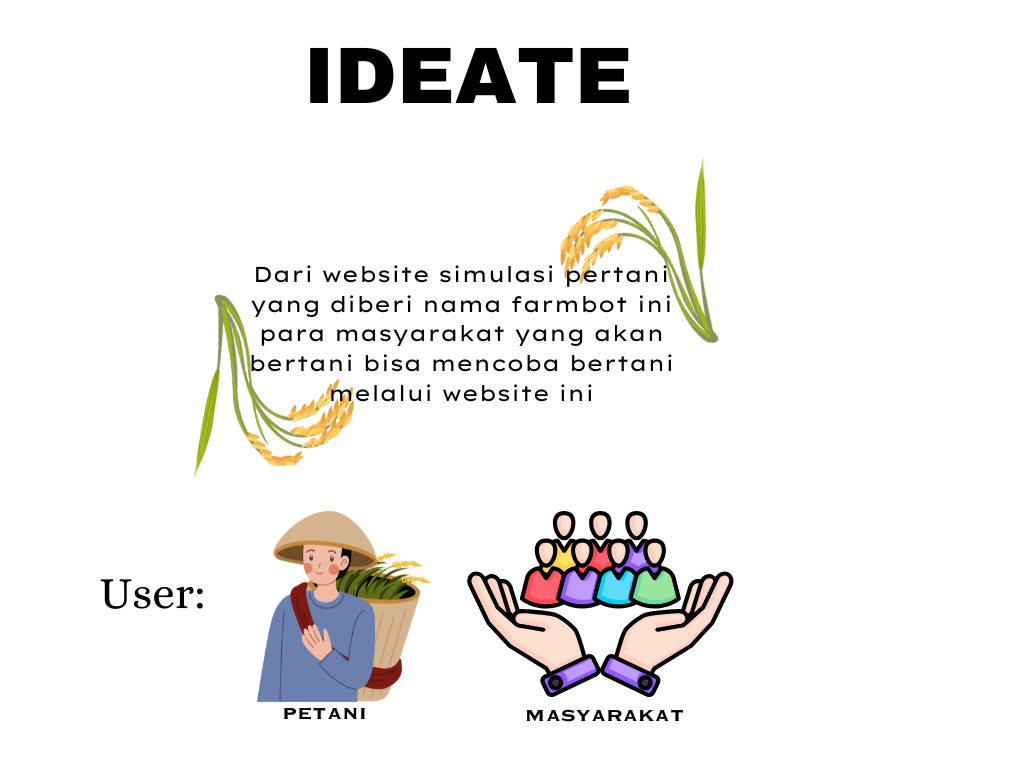 IDEATE
Dari website simulasi pertani
yang diberi nama farmbot ini
para masyarakat yang akan
bertani bisa mencoba bertani
melalui website ini
User:
PETANI
MASYARAKAT